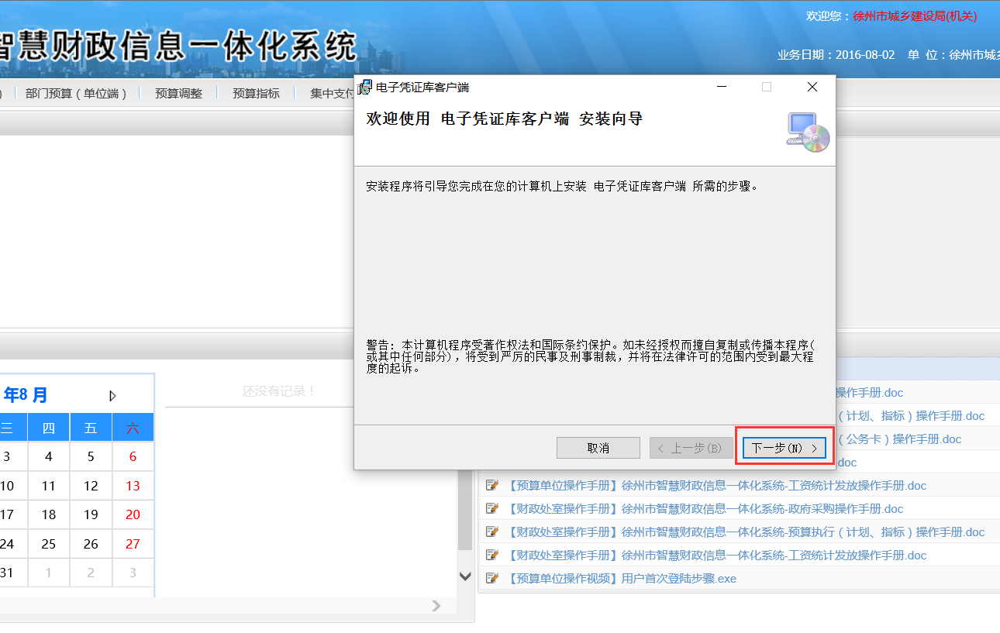 欢迎您：徐州市城乡建设局(机关)
智慧财政信息一体化系统
业务日期：2016-08-02 单 位：徐州市城乡
) 部门预算（单位端） 预算调整 预算指标 集中支付
电子凭证库客户端
欢迎使用 电子凭证库客户端 安装向导
安装程序将引导您完成在您的计算机上安装 电子凭证库客户端 所需的步骤。
警告: 本计算机程序受著作权法和国际条约保护。如未经授权而擅自复制或传播本程序(
或其中任何部分)，将受到严厉的民事及刑事制裁，并将在法律许可的范围内受到最大程
度的起诉。
取消 < 上一步(B) 下一步(N) >
年8 月
三 四 五 六
3 4 5 6
10 11 12 13
17 18 19 20
24 25 26 27
31 1 2 3
还没有记录！
操作手册.doc
（计划、指标）操作手册.doc
（公务卡）操作手册.doc
.doc
【预算单位操作手册】徐州市智慧财政信息一体化系统-工资统计发放操作手册.doc
【财政处室操作手册】徐州市智慧财政信息一体化系统-政府采购操作手册.doc
【财政处室操作手册】徐州市智慧财政信息一体化系统-预算执行（计划、指标）操作手册.doc
【财政处室操作手册】徐州市智慧财政信息一体化系统-工资统计发放操作手册.doc
【预算单位操作视频】用户首次登陆步骤.exe